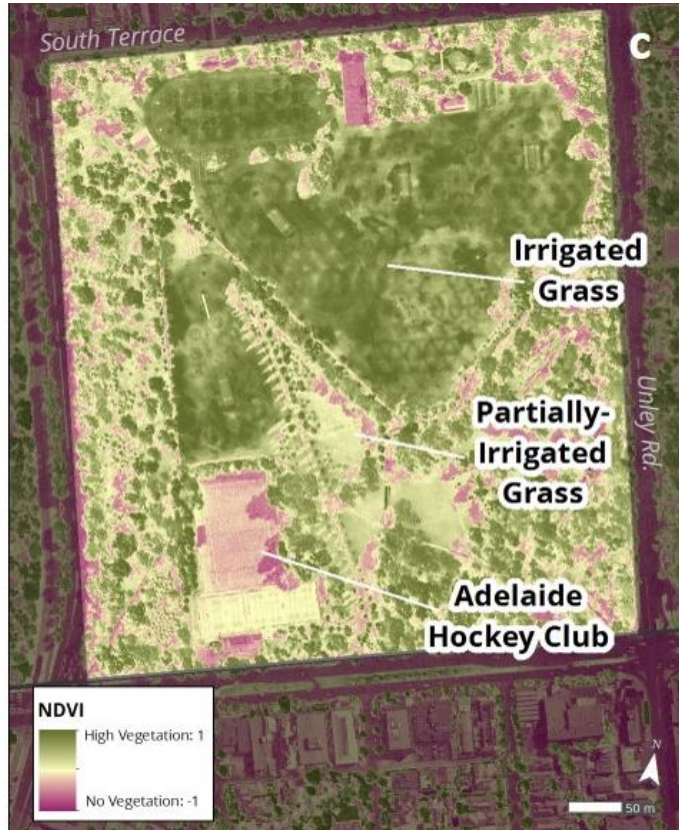 South Terrace
c
Irrigated
Grass
Unley Rd.
Partially-
Irrigated
Grass
Adelaide
Hockey Club
NDVI
High Vegetation: 1
No Vegetation: -1
N
50 m